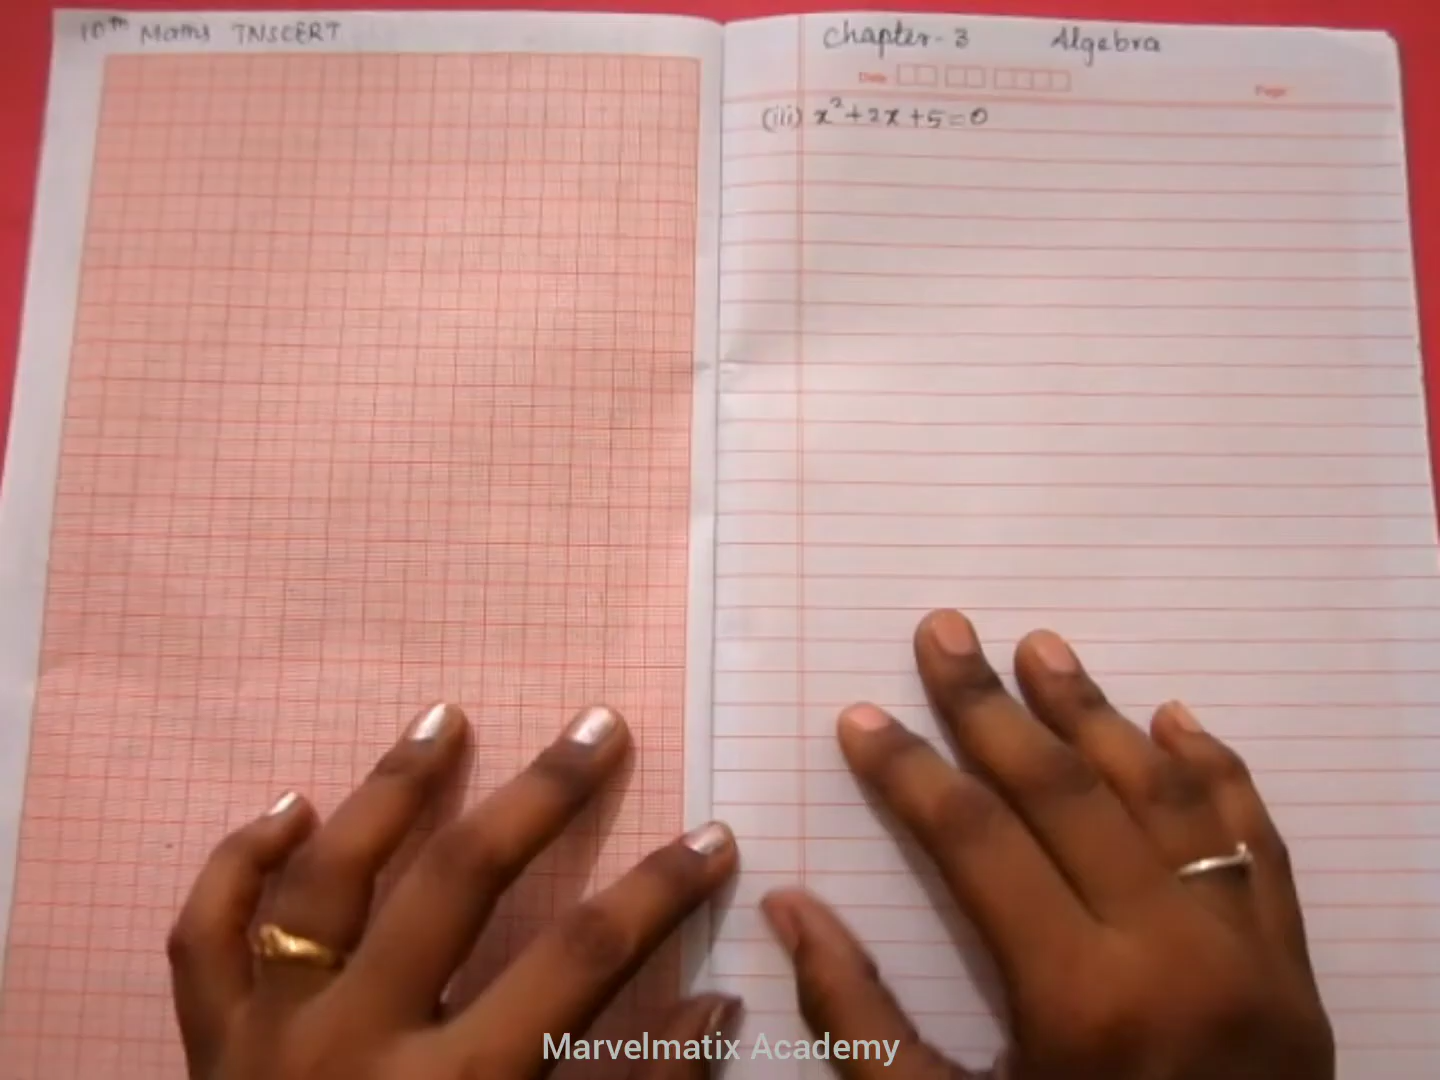 10th Maths TNSCERT
Chapter-3 Algebra
Date
Page
(iii) x²+2x+5=0
Marvelmatix Academy